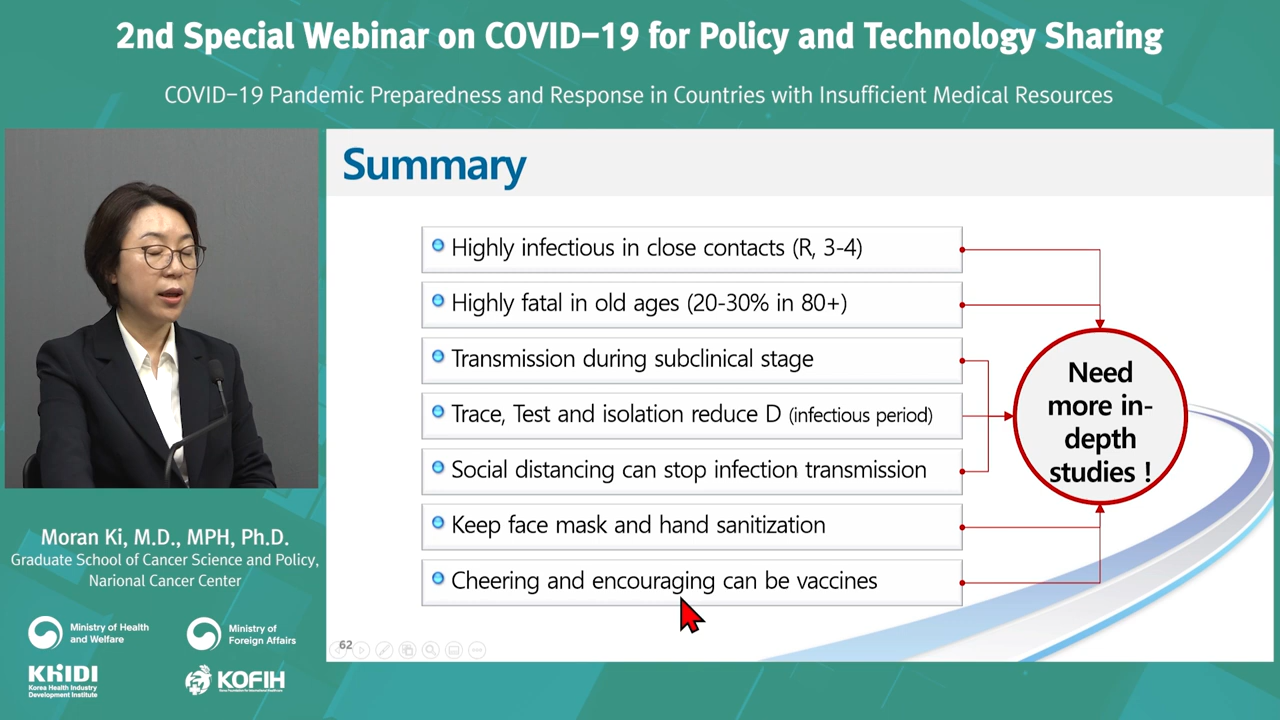 2nd Special Webinar on COVID-19 for Policy and Technology Sharing
COVID-19 Pandemic Preparedness and Response in Countries with Insufficient Medical Resources
Summary
Highly infectious in close contacts (R, 3-4)
Highly fatal in old ages (20-30% in 80+)
Transmission during subclinical stage
Trace, Test and isolation reduce D (infectious period)
Social distancing can stop infection transmission
Keep face mask and hand sanitization
Cheering and encouraging can be vaccines
Need
more in-
depth
studies !
62
Moran Ki, M.D., MPH, Ph.D.
Graduate School of Cancer Science and Policy,
Narional Cancer Center
Ministry of Health
and Welfare
Ministry of
Foreign Affairs
KHIDI
Korea Health Industry
Development Institute
KOFIH
Korea Foundation for International Healthcare